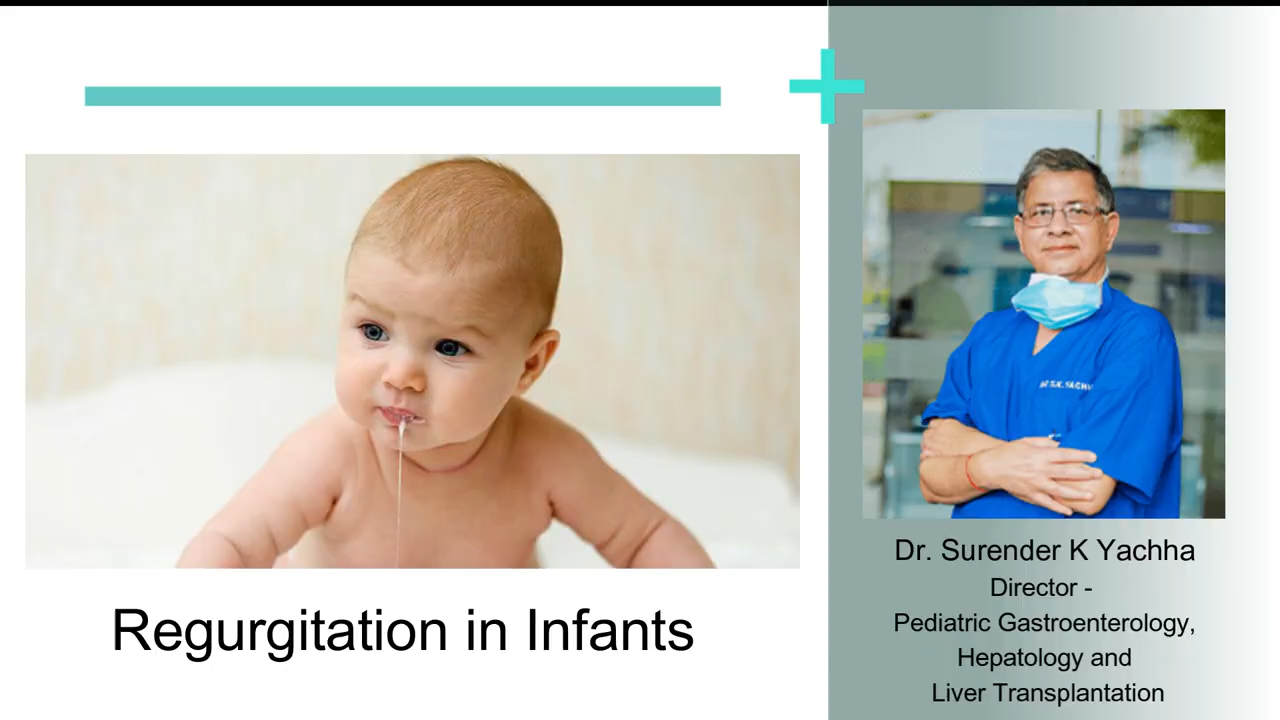 Regurgitation in Infants
Dr. Surender K Yachha
Director -
Pediatric Gastroenterology,
Hepatology and
Liver Transplantation